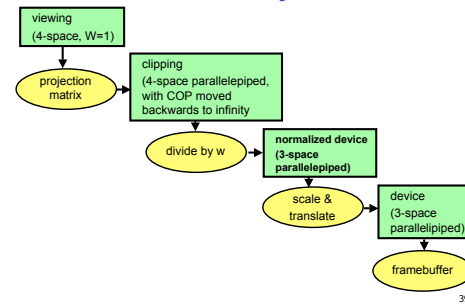 viewing
(4-space, W=1)
projection
matrix
clipping
(4-space parallelepiped,
with COP moved
backwards to infinity
divide by w
normalized device
(3-space
parallelepiped)
scale &
translate
device
(3-space
parallelipiped)
framebuffer